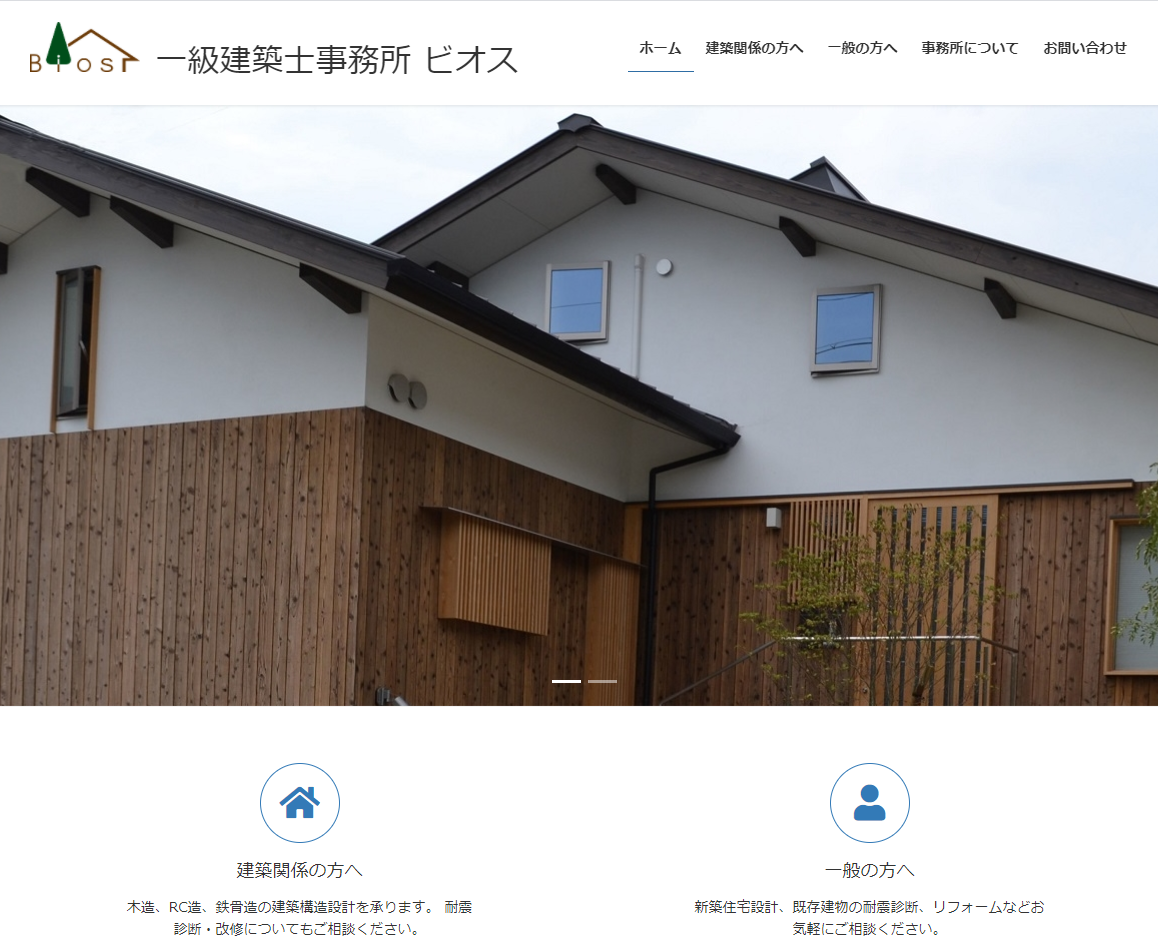 Bios
一級建築士事務所 ビオス
ホーム
建築関係の方へ
一般の方へ
事務所について
お問い合わせ
建築関係の方へ
木造、RC造、鉄骨造の建築構造設計を承ります。 耐震
診断・改修についてもご相談ください。
一般の方へ
新築住宅設計、既存建物の耐震診断、リフォームなどお
気軽にご相談ください。